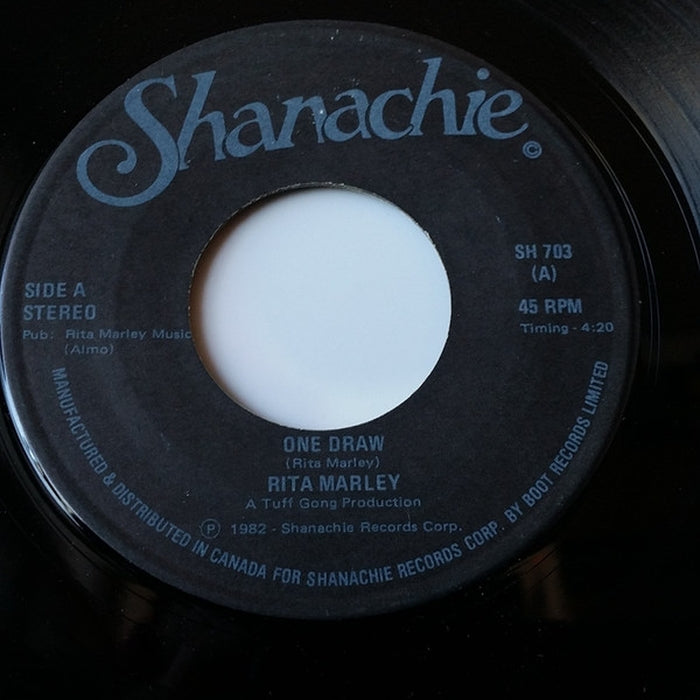 Shanachie ©
SH 703
(A)
SIDE A
STEREO
45 RPM
Pub: Rita Marley Music
(Almo)
Timing - 4:20
ONE DRAW
(Rita Marley)
RITA MARLEY
A Tuff Gong Production
℗ 1982 - Shanachie Records Corp.
MANUFACTURED & DISTRIBUTED IN CANADA FOR SHANACHIE RECORDS CORP. BY BOOT RECORDS LIMITED